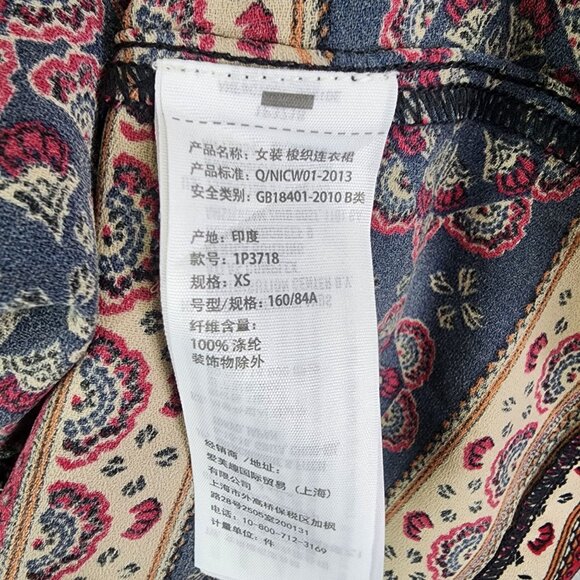 产品名称：女装 梭织连衣裙
产品标准：Q/NICW01-2013
安全类别：GB18401-2010 B类
产地：印度
款号：1P3718
规格：XS
号型/规格：160/84A
纤维含量：
100% 涤纶
装饰物除外
经销商/地址：
爱美趣国际贸易（上海）
有限公司
上海市外高桥保税区加枫
路28号2505室200131
电话：10-800-712-3169
计量单位：件